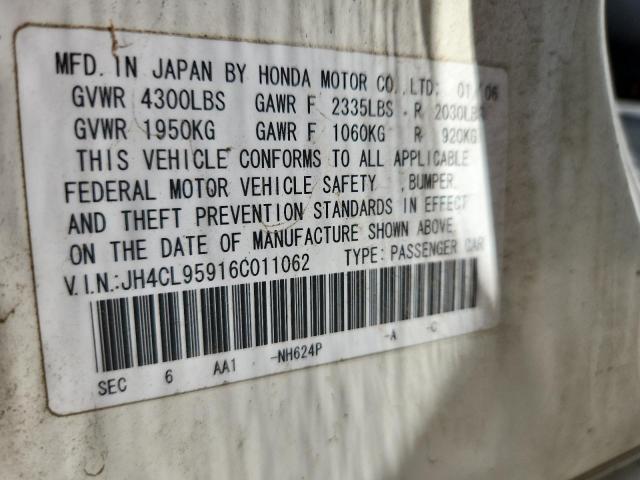 MFD. IN JAPAN BY HONDA MOTOR CO., LTD: 01/06
GVWR 4300LBS GAWR F 2335LBS R 2030LBS
GVWR 1950KG GAWR F 1060KG R 920KG
THIS VEHICLE CONFORMS TO ALL APPLICABLE
FEDERAL MOTOR VEHICLE SAFETY ,BUMPER
AND THEFT PREVENTION STANDARDS IN EFFECT
ON THE DATE OF MANUFACTURE SHOWN ABOVE.
V.I.N.:JH4CL95916C011062 TYPE: PASSENGER CAR
SEC 6 AA1 -NH624P -A -C